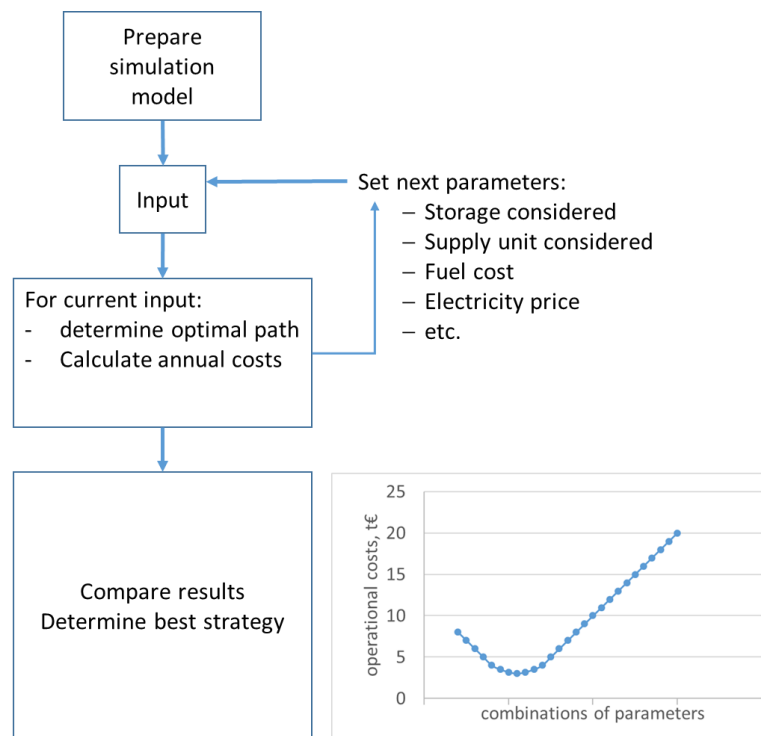 Prepare
simulation
model
Input
Set next parameters:
– Storage considered
– Supply unit considered
– Fuel cost
– Electricity price
– etc.
For current input:
- determine optimal path
- Calculate annual costs
Compare results
Determine best strategy
operational costs, t€
25
20
15
10
5
0
combinations of parameters